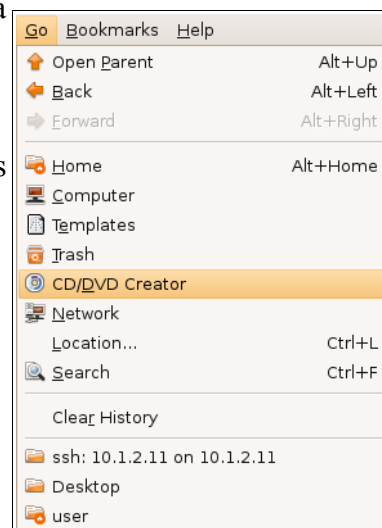 a
Go Bookmarks Help
Open Parent Alt+Up
Back Alt+Left
Forward Alt+Right
s
Home Alt+Home
Computer
Templates
Trash
CD/DVD Creator
Network
Location... Ctrl+L
Search Ctrl+F
Clear History
ssh: 10.1.2.11 on 10.1.2.11
Desktop
user